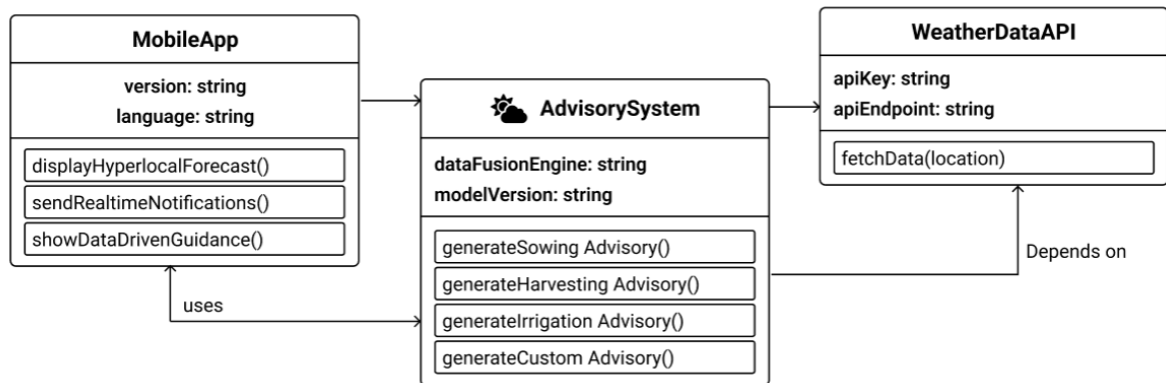 MobileApp
version: string
language: string
displayHyperlocalForecast()
sendRealtimeNotifications()
showDataDrivenGuidance()
uses
AdvisorySystem
dataFusionEngine: string
modelVersion: string
generateSowing Advisory()
generateHarvesting Advisory()
generateIrrigation Advisory()
generateCustom Advisory()
WeatherDataAPI
apiKey: string
apiEndpoint: string
fetchData(location)
Depends on